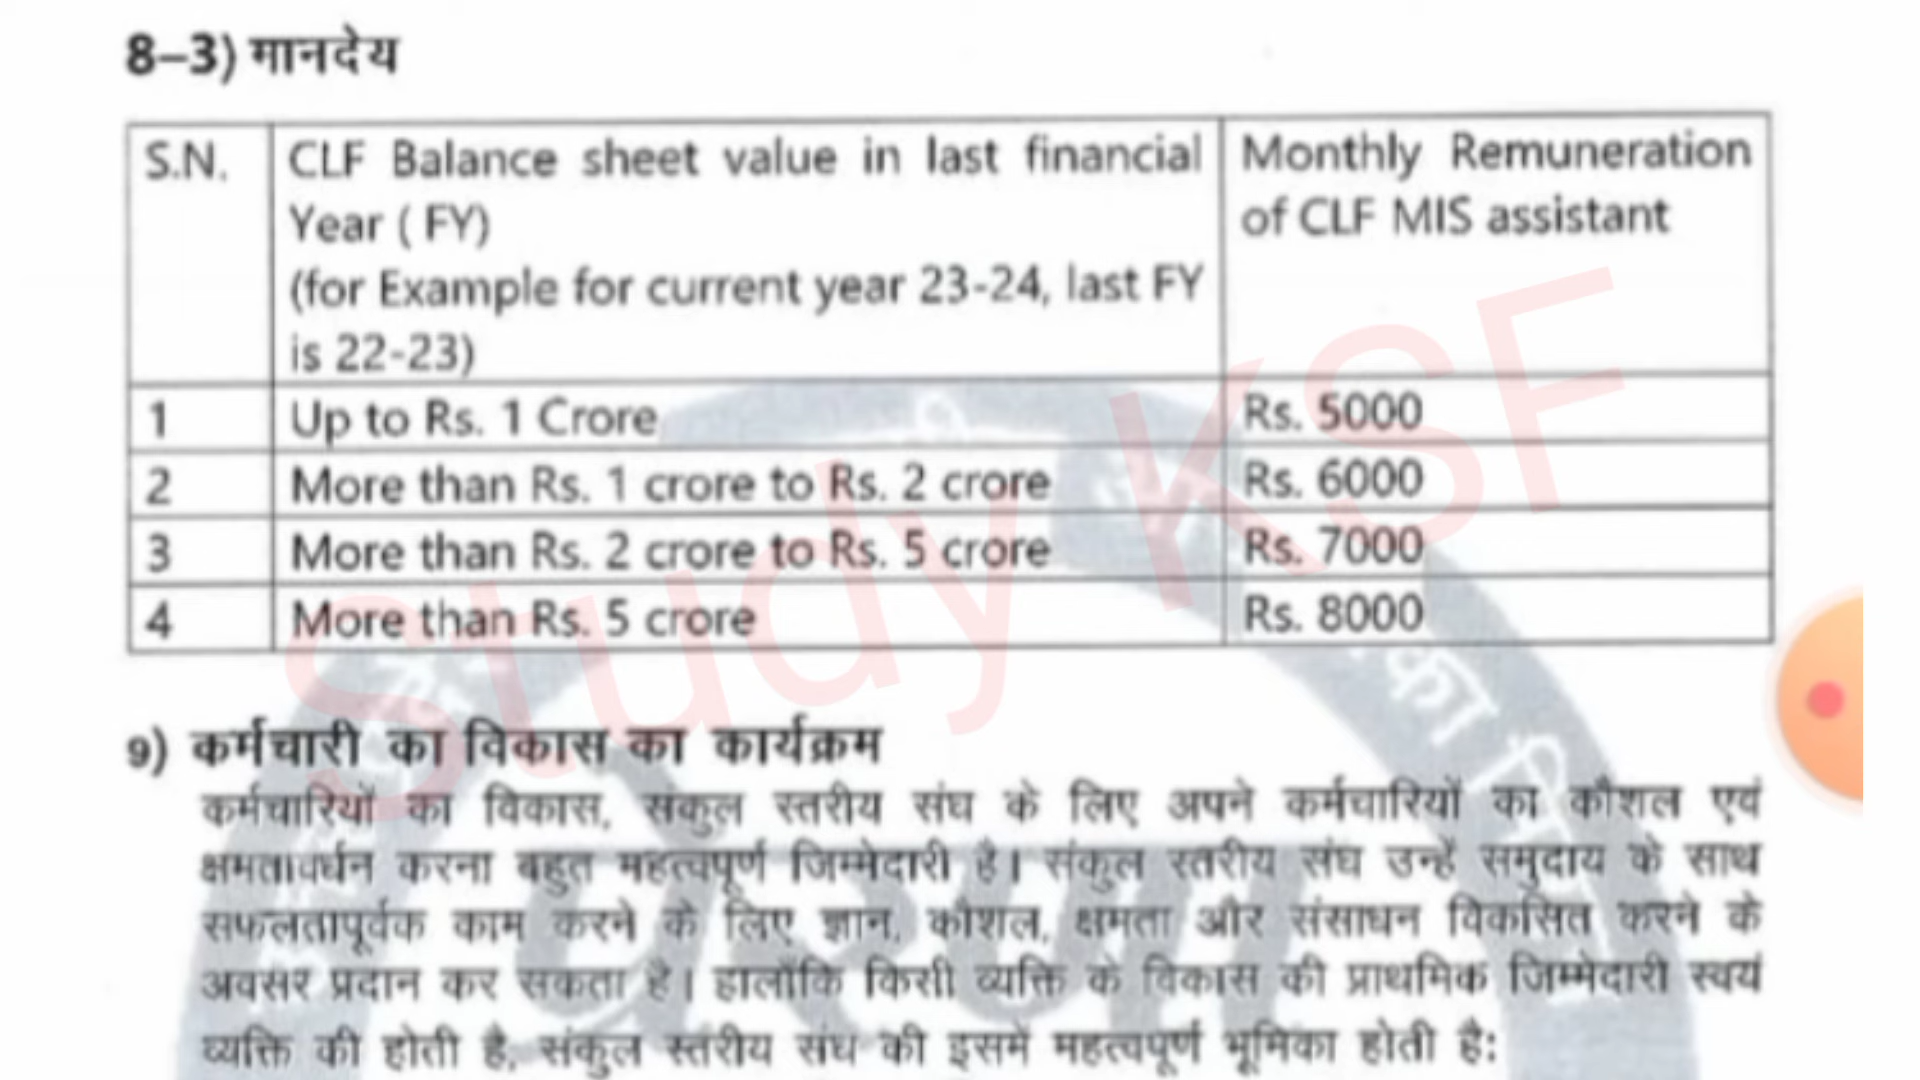 8–3) मानदेय
S.N. CLF Balance sheet value in last financial Monthly Remuneration
Year ( FY) of CLF MIS assistant
(for Example for current year 23-24, last FY
is 22-23)
1 Up to Rs. 1 Crore Rs. 5000
2 More than Rs. 1 crore to Rs. 2 crore Rs. 6000
3 More than Rs. 2 crore to Rs. 5 crore Rs. 7000
4 More than Rs. 5 crore Rs. 8000
Study KSF
9) कर्मचारी का विकास का कार्यक्रम
कर्मचारियों का विकास, संकुल स्तरीय संघ के लिए अपने कर्मचारियों का कौशल एवं
क्षमतावर्धन करना बहुत महत्वपूर्ण जिम्मेदारी है। संकुल स्तरीय संघ उन्हें समुदाय के साथ
सफलतापूर्वक काम करने के लिए ज्ञान, कौशल, क्षमता और संसाधन विकसित करने के
अवसर प्रदान कर सकता है। हालाँकि किसी व्यक्ति के विकास की प्राथमिक जिम्मेदारी स्वयं
व्यक्ति की होती है, संकुल स्तरीय संघ की इसमें महत्वपूर्ण भूमिका होती है: